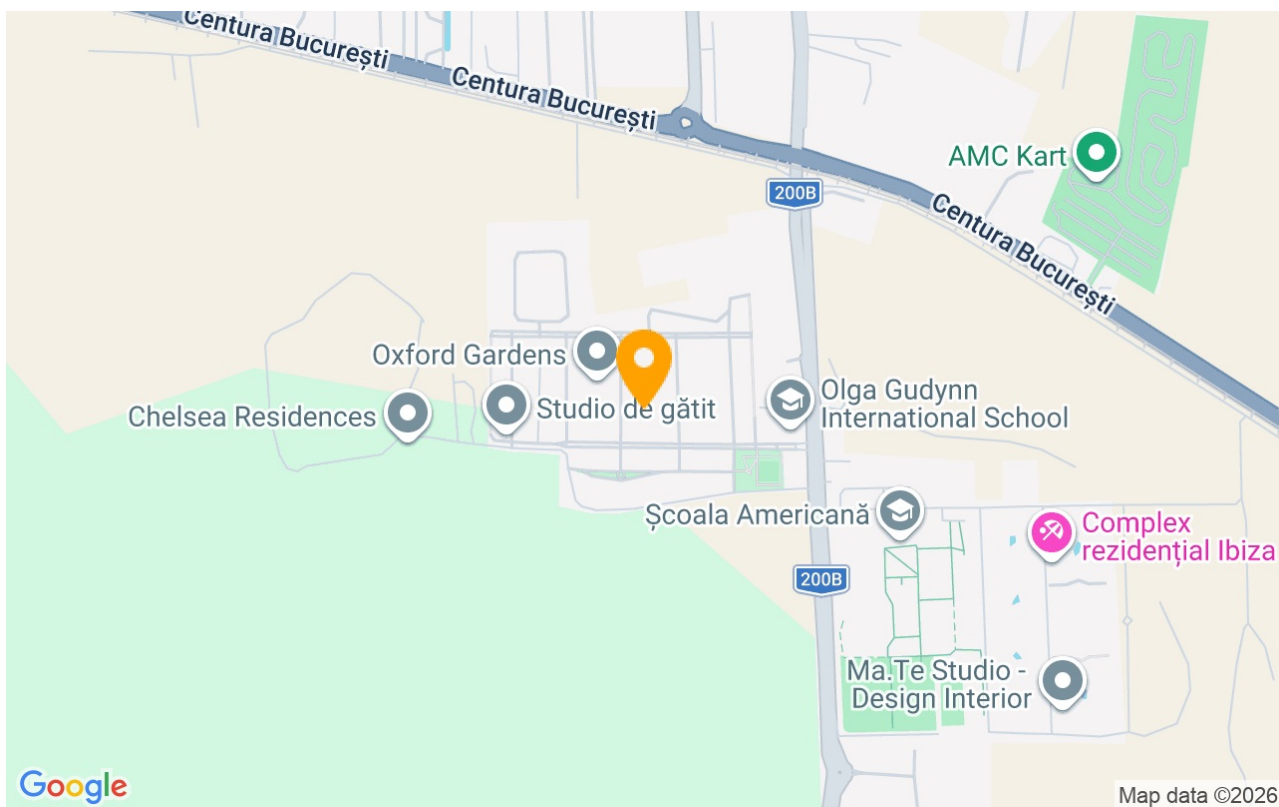 Centura București
Centura București
AMC Kart
200B
Centura București
Oxford Gardens
Studio de gătit
Chelsea Residences
Olga Gudynn
International School
Școala Americană
Complex
rezidențial Ibiza
200B
Ma.Te Studio -
Design Interior
Google
Map data ©2026